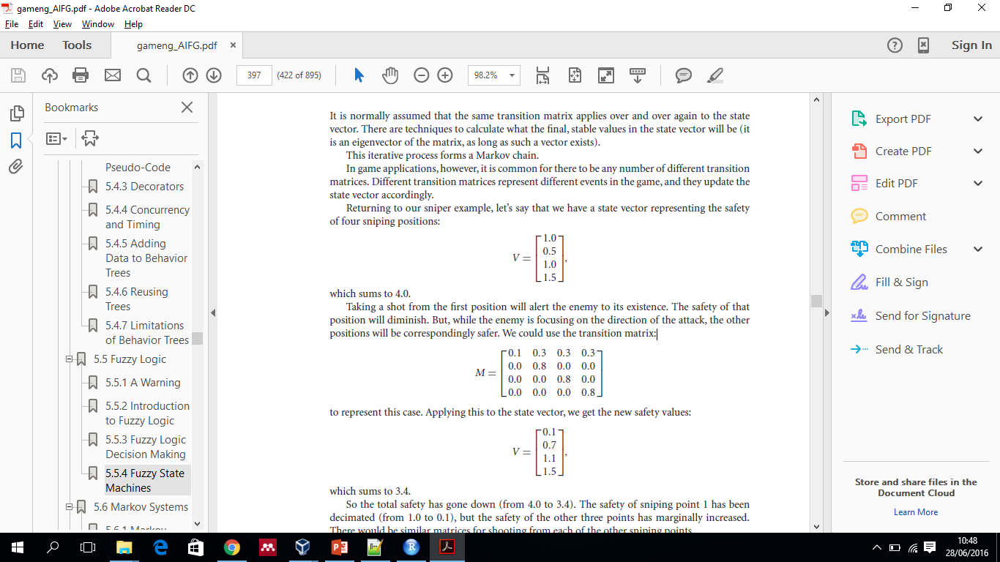 gameng_AIFG.pdf - Adobe Acrobat Reader DC
File Edit View Window Help
Home Tools gameng_AIFG.pdf × Sign In
397 (422 of 895) 98.2%
Bookmarks
Pseudo-Code
5.4.3 Decorators
5.4.4 Concurrency
and Timing
5.4.5 Adding
Data to Behavior
Trees
5.4.6 Reusing
Trees
5.4.7 Limitations
of Behavior Trees
5.5 Fuzzy Logic
5.5.1 A Warning
5.5.2 Introduction
to Fuzzy Logic
5.5.3 Fuzzy Logic
Decision Making
5.5.4 Fuzzy State
Machines
5.6 Markov Systems
5.6.1 Markov
It is normally assumed that the same transition matrix applies over and over again to the state
vector. There are techniques to calculate what the final, stable values in the state vector will be (it
is an eigenvector of the matrix, as long as such a vector exists).
This iterative process forms a Markov chain.
In game applications, however, it is common for there to be any number of different transition
matrices. Different transition matrices represent different events in the game, and they update the
state vector accordingly.
Returning to our sniper example, let's say that we have a state vector representing the safety
of four sniping positions:
1.0
0.5
V =
1.0
1.5 ,
which sums to 4.0.
Taking a shot from the first position will alert the enemy to its existence. The safety of that
position will diminish. But, while the enemy is focusing on the direction of the attack, the other
positions will be correspondingly safer. We could use the transition matrix:
0.1 0.3 0.3 0.3
0.0 0.8 0.0 0.0
M =
0.0 0.0 0.8 0.0
0.0 0.0 0.0 0.8
to represent this case. Applying this to the state vector, we get the new safety values:
0.1
0.7
V =
1.1
1.5 ,
which sums to 3.4.
So the total safety has gone down (from 4.0 to 3.4). The safety of sniping point 1 has been
decimated (from 1.0 to 0.1), but the safety of the other three points has marginally increased.
There would be similar matrices for shooting from each of the other sniping points.
Export PDF
Create PDF
Edit PDF
Comment
Combine Files
Fill & Sign
Send for Signature
Send & Track
Store and share files in the
Document Cloud
Learn More
10:48
28/06/2016